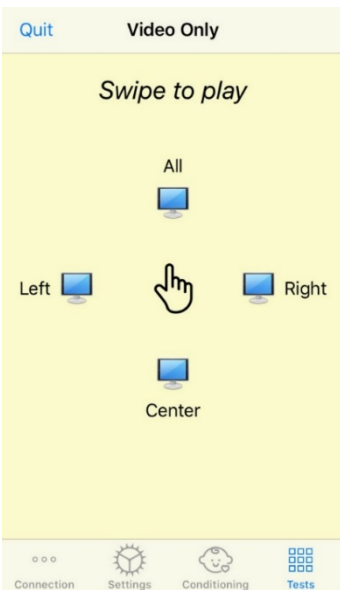 Quit Video Only
Swipe to play
All
Left Right
Center
Connection Settings Conditioning Tests